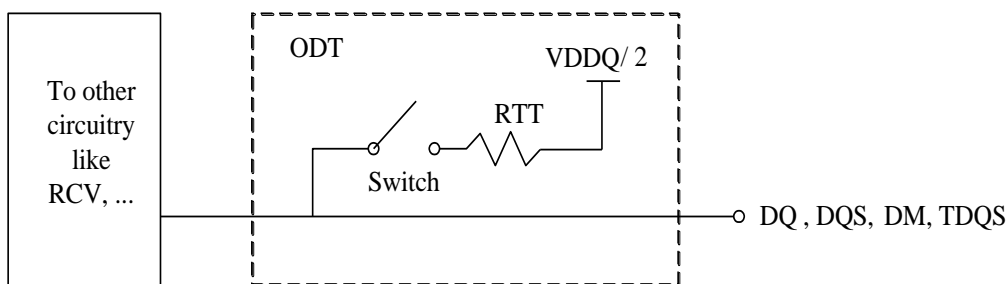 ODT
VDDQ/ 2
To other
circuitry
like
RCV, ...
RTT
Switch
DQ , DQS, DM, TDQS